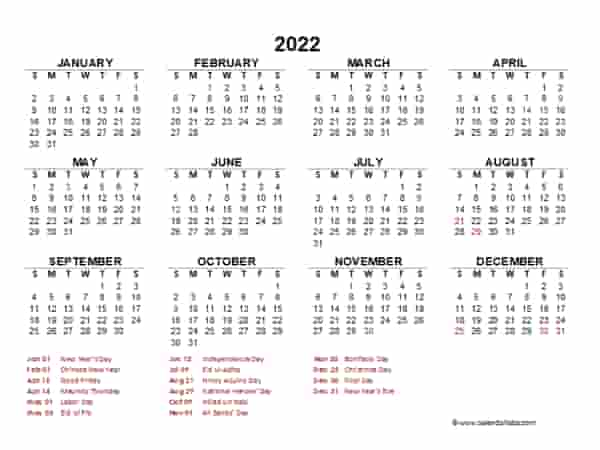 2022
JANUARY FEBRUARY MARCH APRIL
S M T W T F S S M T W T F S S M T W T F S S M T W T F S
1 1 2 3 4 5 1 2 3 4 5 1 2
2 3 4 5 6 7 8 6 7 8 9 10 11 12 6 7 8 9 10 11 12 3 4 5 6 7 8 9
9 10 11 12 13 14 15 13 14 15 16 17 18 19 13 14 15 16 17 18 19 10 11 12 13 14 15 16
16 17 18 19 20 21 22 20 21 22 23 24 25 26 20 21 22 23 24 25 26 17 18 19 20 21 22 23
23 24 25 26 27 28 29 27 28 27 28 29 30 31 24 25 26 27 28 29 30
30 31
MAY JUNE JULY AUGUST
S M T W T F S S M T W T F S S M T W T F S S M T W T F S
1 2 3 4 5 6 7 1 2 3 4 1 2 1 2 3 4 5 6
8 9 10 11 12 13 14 5 6 7 8 9 10 11 3 4 5 6 7 8 9 7 8 9 10 11 12 13
15 16 17 18 19 20 21 12 13 14 15 16 17 18 10 11 12 13 14 15 16 14 15 16 17 18 19 20
22 23 24 25 26 27 28 19 20 21 22 23 24 25 17 18 19 20 21 22 23 21 22 23 24 25 26 27
29 30 31 26 27 28 29 30 24 25 26 27 28 29 30 28 29 30 31
31
SEPTEMBER OCTOBER NOVEMBER DECEMBER
S M T W T F S S M T W T F S S M T W T F S S M T W T F S
1 2 3 1 1 2 3 4 5 1 2 3
4 5 6 7 8 9 10 2 3 4 5 6 7 8 6 7 8 9 10 11 12 4 5 6 7 8 9 10
11 12 13 14 15 16 17 9 10 11 12 13 14 15 13 14 15 16 17 18 19 11 12 13 14 15 16 17
18 19 20 21 22 23 24 16 17 18 19 20 21 22 20 21 22 23 24 25 26 18 19 20 21 22 23 24
25 26 27 28 29 30 23 24 25 26 27 28 29 27 28 29 30 25 26 27 28 29 30 31
30 31
Jan 01 New Year's Day Jun 12 Independence Day Nov 30 Bonifacio Day
Feb 01 Chinese New Year Jul 09 Eid ul-Adha Dec 25 Christmas Day
Apr 15 Good Friday Aug 21 Ninoy Aquino Day Dec 30 Rizal Day
Apr 14 Maundy Thursday Aug 29 National Heroes' Day Dec 31 New Year's Eve
May 01 Labor Day Oct 09
May 03 Eid al-Fitr Nov 01 All Saints' Day
© www.calendarlabs.com